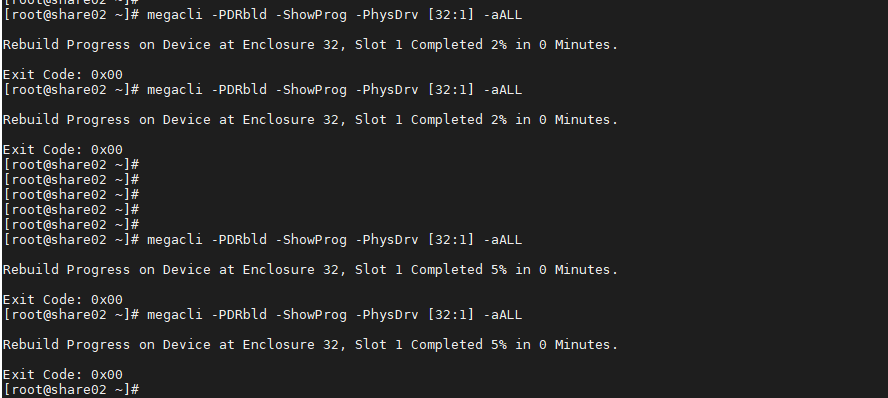 [root@share02 ~]#
[root@share02 ~]# megacli -PDRbld -ShowProg -PhysDrv [32:1] -aALL
Rebuild Progress on Device at Enclosure 32, Slot 1 Completed 2% in 0 Minutes.
Exit Code: 0x00
[root@share02 ~]# megacli -PDRbld -ShowProg -PhysDrv [32:1] -aALL
Rebuild Progress on Device at Enclosure 32, Slot 1 Completed 2% in 0 Minutes.
Exit Code: 0x00
[root@share02 ~]#
[root@share02 ~]#
[root@share02 ~]#
[root@share02 ~]#
[root@share02 ~]#
[root@share02 ~]# megacli -PDRbld -ShowProg -PhysDrv [32:1] -aALL
Rebuild Progress on Device at Enclosure 32, Slot 1 Completed 5% in 0 Minutes.
Exit Code: 0x00
[root@share02 ~]# megacli -PDRbld -ShowProg -PhysDrv [32:1] -aALL
Rebuild Progress on Device at Enclosure 32, Slot 1 Completed 5% in 0 Minutes.
Exit Code: 0x00
[root@share02 ~]#